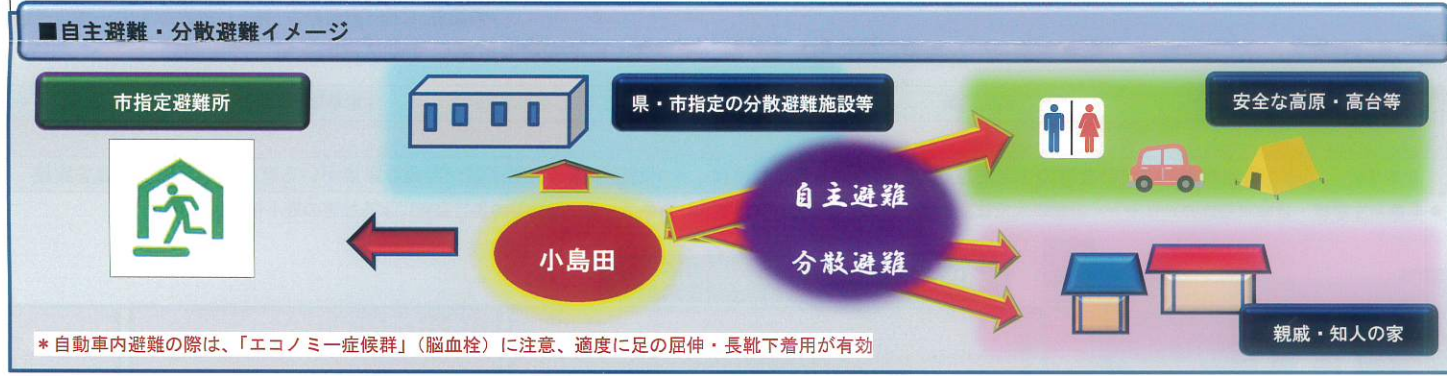 ■自主避難・分散避難イメージ
市指定避難所
県・市指定の分散避難施設等
安全な高原・高台等
自主避難
分散避難
小島田
親戚・知人の家
*自動車内避難の際は、「エコノミー症候群」（脳血栓）に注意、適度に足の屈伸・長靴下着用が有効